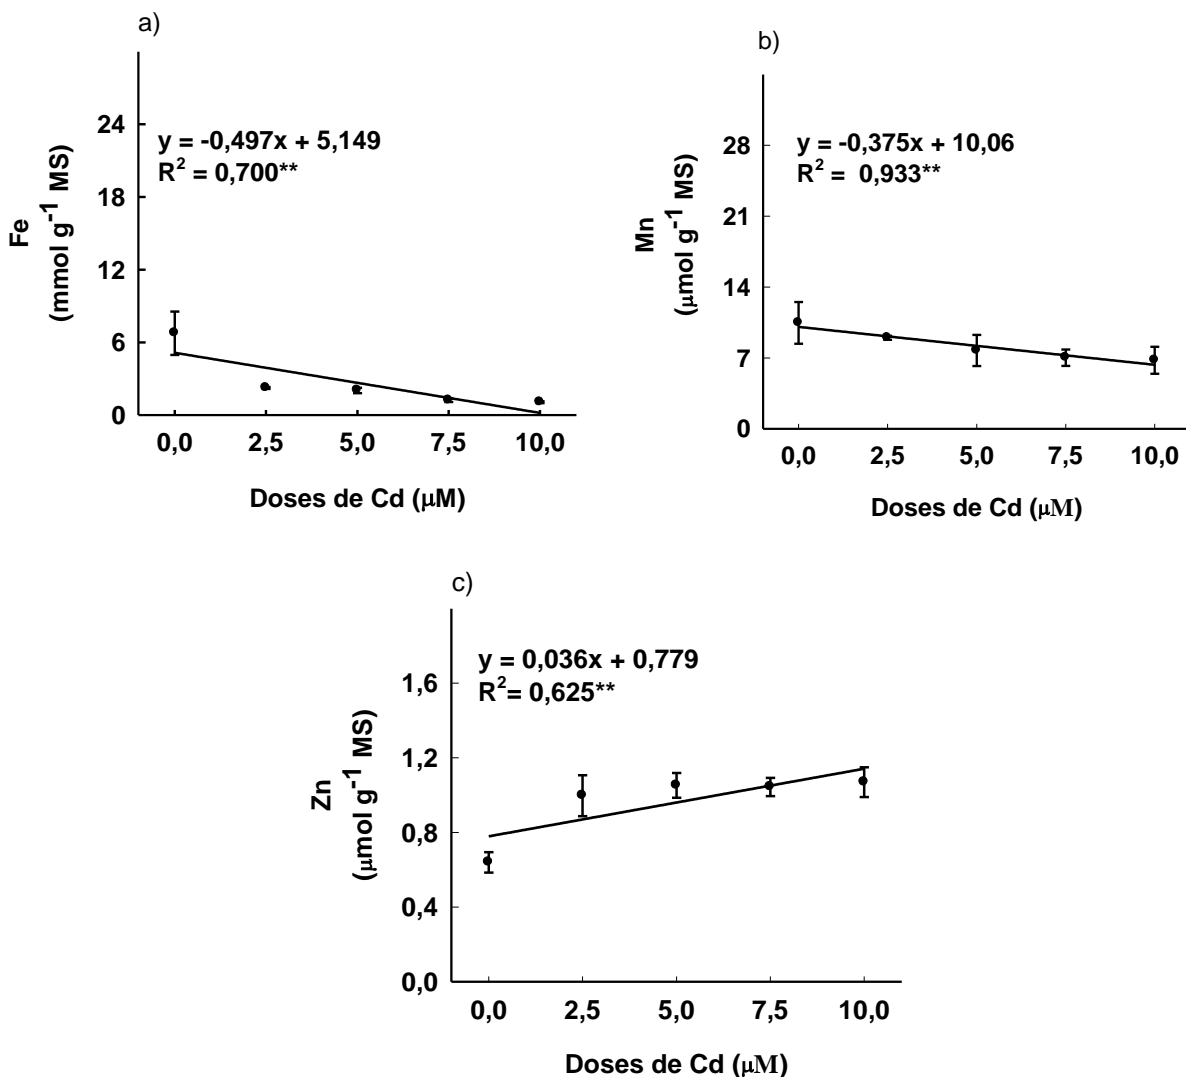 a)
y = -0,497x + 5,149
R² = 0,700**
Fe
(mmol g⁻¹ MS)
24
18
12
6
0
0,0 2,5 5,0 7,5 10,0
Doses de Cd (µM)
b)
y = -0,375x + 10,06
R² = 0,933**
Mn
(µmol g⁻¹ MS)
28
21
14
7
0
0,0 2,5 5,0 7,5 10,0
Doses de Cd (µM)
c)
y = 0,036x + 0,779
R²= 0,625**
Zn
(µmol g⁻¹ MS)
1,6
1,2
0,8
0,4
0,0
0,0 2,5 5,0 7,5 10,0
Doses de Cd (µM)